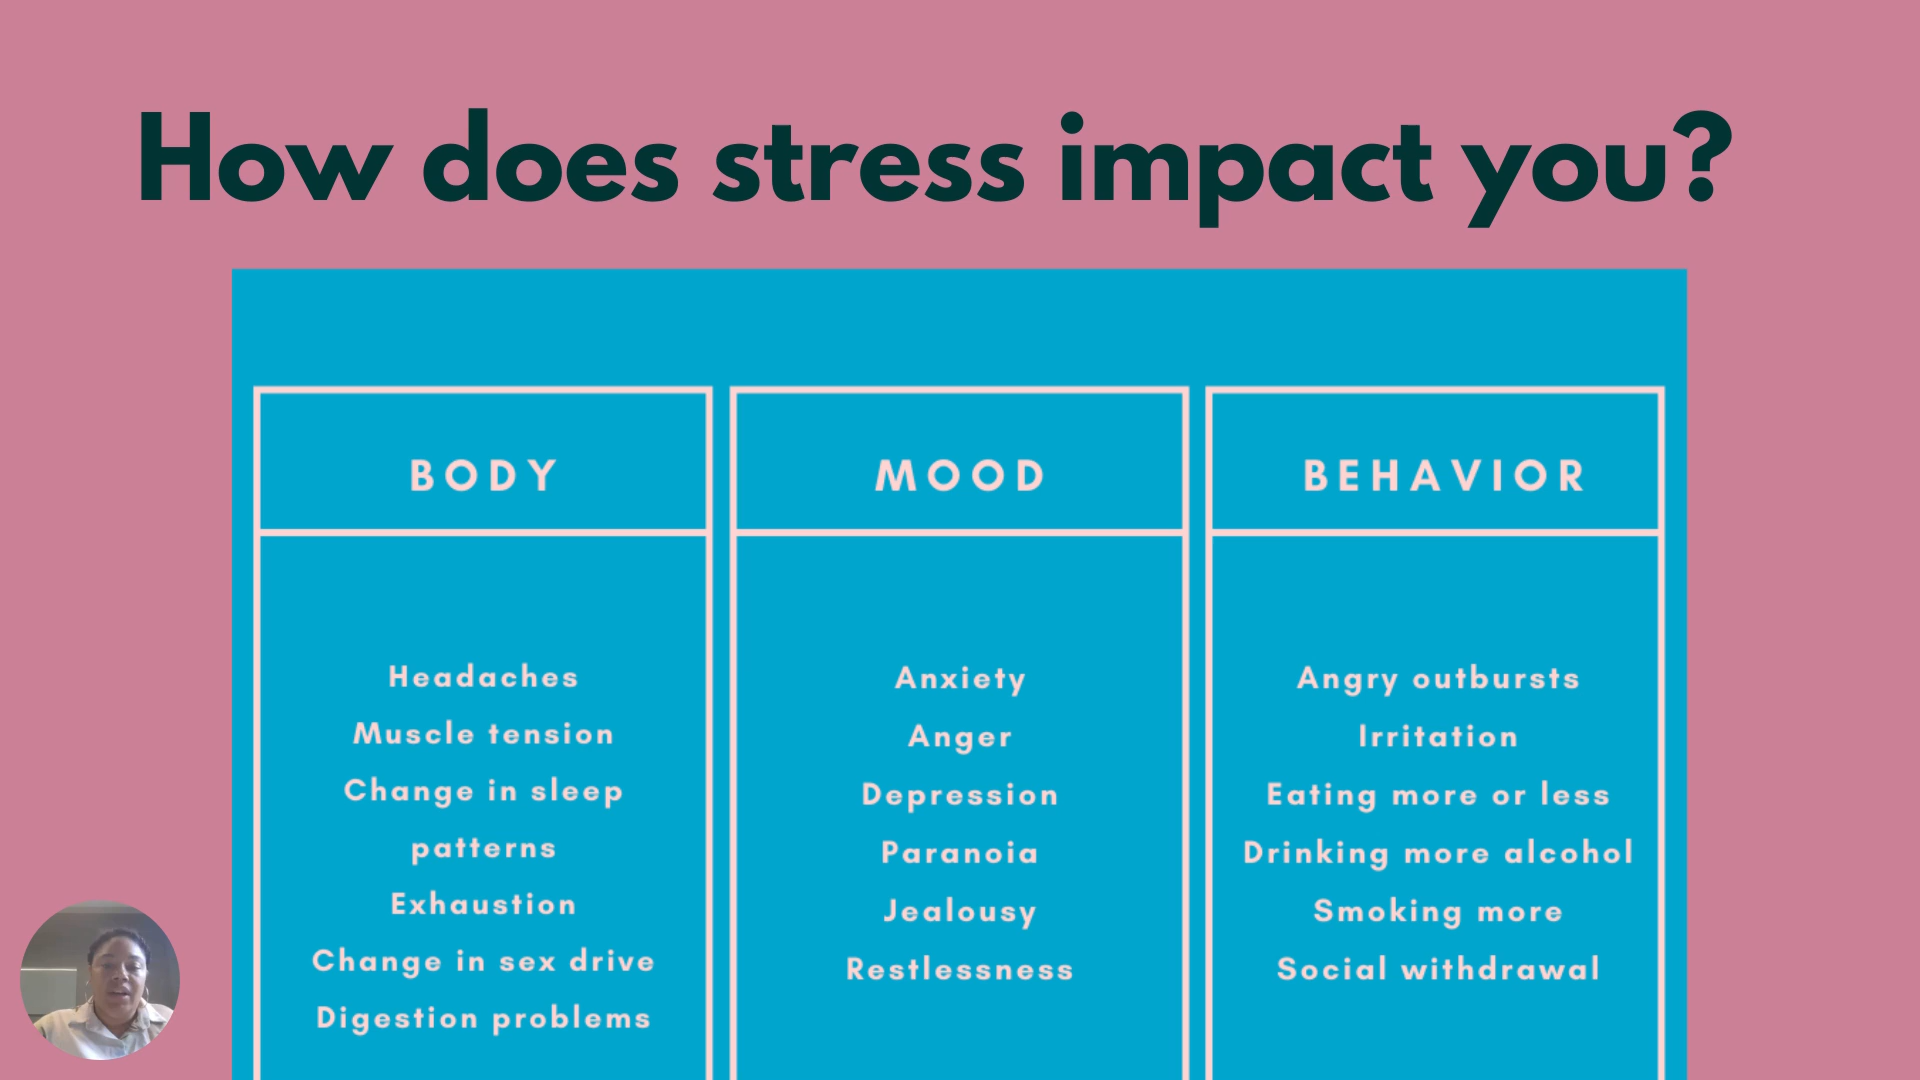 How does stress impact you?
BODY
Headaches
Muscle tension
Change in sleep
patterns
Exhaustion
Change in sex drive
Digestion problems
MOOD
Anxiety
Anger
Depression
Paranoia
Jealousy
Restlessness
BEHAVIOR
Angry outbursts
Irritation
Eating more or less
Drinking more alcohol
Smoking more
Social withdrawal